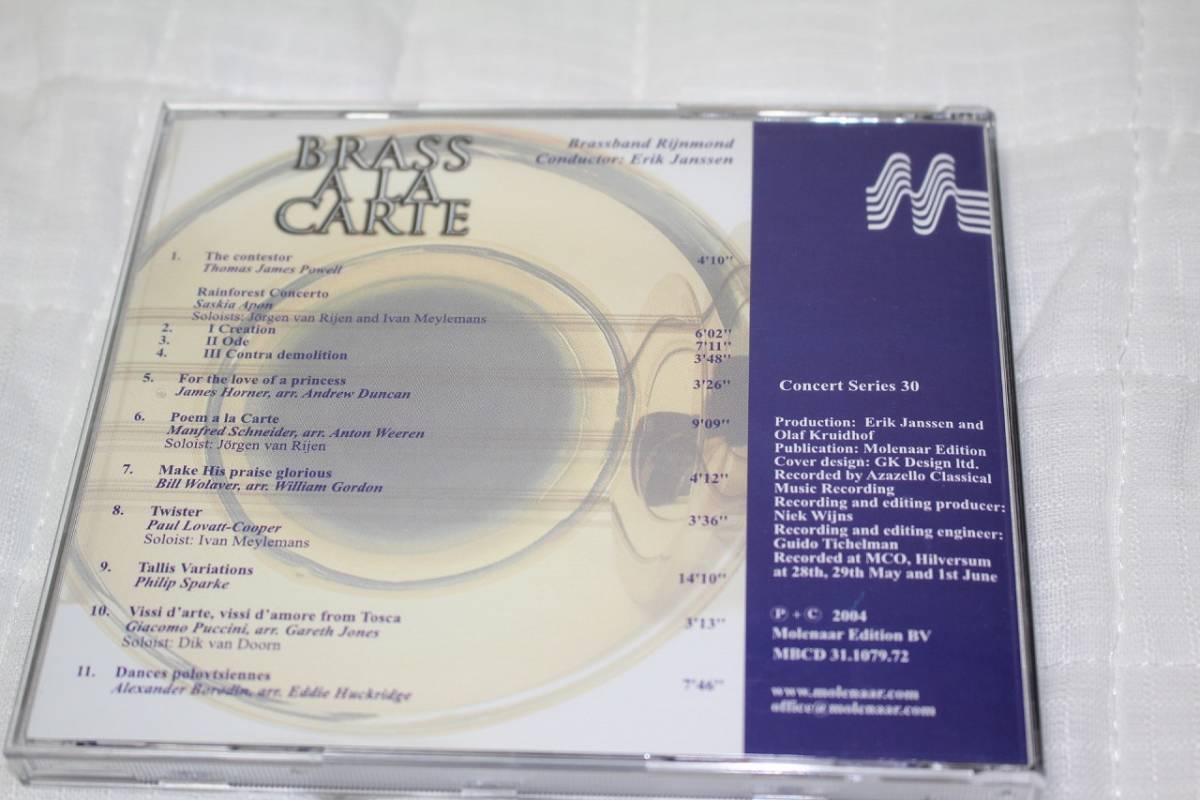 BRASS
A LA
CARTE
Brassband Rijnmond
Conductor: Erik Janssen
1. The contestor 4'10"
Thomas James Powell
Rainforest Concerto
Saskia Apon
Soloists: Jörgen van Rijen and Ivan Meylemans
2. I Creation 6'02"
3. II Ode 7'11"
4. III Contra demolition 3'48"
5. For the love of a princess 3'26"
James Horner, arr. Andrew Duncan
6. Poem a la Carte 9'09"
Manfred Schneider, arr. Anton Weeren
Soloist: Jörgen van Rijen
7. Make His praise glorious 4'12"
Bill Wolaver, arr. William Gordon
8. Twister 3'36"
Paul Lovatt-Cooper
Soloist: Ivan Meylemans
9. Tallis Variations 14'10"
Philip Sparke
10. Vissi d'arte, vissi d'amore from Tosca 3'13"
Giacomo Puccini, arr. Gareth Jones
Soloist: Dik van Doorn
11. Dances polovtsiennes 7'46"
Alexander Borodin, arr. Eddie Huckridge
Concert Series 30
Production: Erik Janssen and
Olaf Kruidhof
Publication: Molenaar Edition
Cover design: GK Design ltd.
Recorded by Azazello Classical
Music Recording
Recording and editing producer:
Niek Wijns
Recording and editing engineer:
Guido Tichelman
Recorded at MCO, Hilversum
at 28th, 29th May and 1st June
Ⓟ + © 2004
Molenaar Edition BV
MBCD 31.1079.72
www.molenaar.com
office@molenaar.com